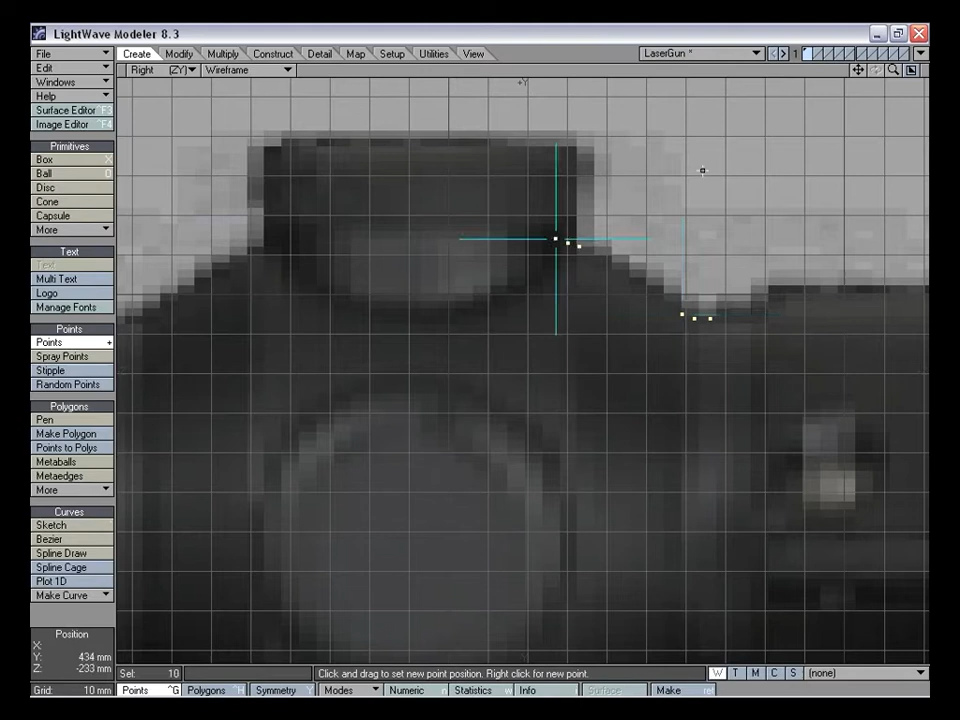 LightWave Modeler 8.3
File Create Modify Multiply Construct Detail Map Setup Utilities View LaserGun * 1
Edit Right (ZY) Wireframe
Windows
Help
Surface Editor F3
Image Editor ^F4
+Y
Primitives
Box X
Ball O
Disc
Cone
Capsule
More
Text
Text
Multi Text
Logo
Manage Fonts
Points
Points +
Spray Points
Stipple
Random Points
Polygons
Pen
Make Polygon
Points to Polys
Metaballs
Metaedges
More
Curves
Sketch
Bezier
Spline Draw
Spline Cage
Plot 1D
Make Curve
Position
X:
Y: 434 mm
Z: -233 mm
Sel: 10 Click and drag to set new point position. Right click for new point. W T M C S (none)
Grid: 10 mm Points ^G Polygons ^H Symmetry Y Modes Numeric n Statistics w Info i Surface Make ret